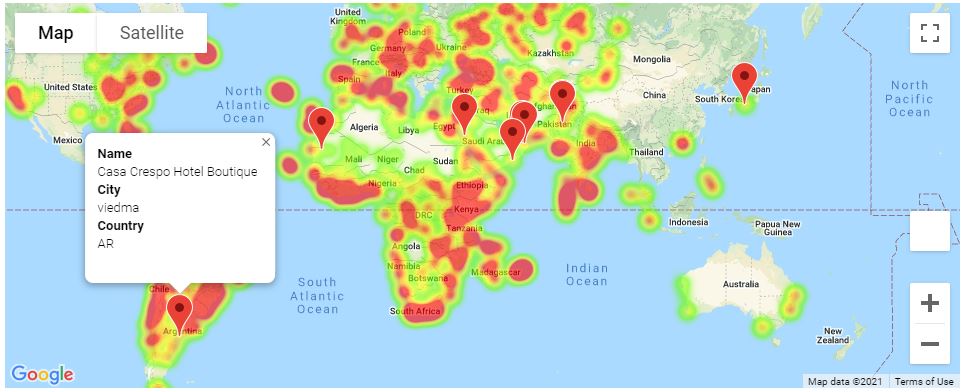 Map
Satellite
United Kingdom
Poland
Germany
Ukraine
France
Italy
Spain
Turkey
Kazakhstan
Mongolia
China
South Korea
Japan
United States
North Atlantic Ocean
North Pacific Ocean
Mexico
Algeria
Libya
Egypt
Iraq
Afghanistan
Pakistan
Saudi Ara
India
Thailand
Mali
Niger
Chad
Sudan
Nigeria
Ethiopia
DRC
Kenya
Tanzania
Indonesia
Papua New Guinea
Angola
Namibia
Botswana
Madagascar
South Africa
Indian Ocean
South Atlantic Ocean
Australia
New Zealand
Chile
Argentina
Name
Casa Crespo Hotel Boutique
City
viedma
Country
AR
Google
Map data ©2021
Terms of Use